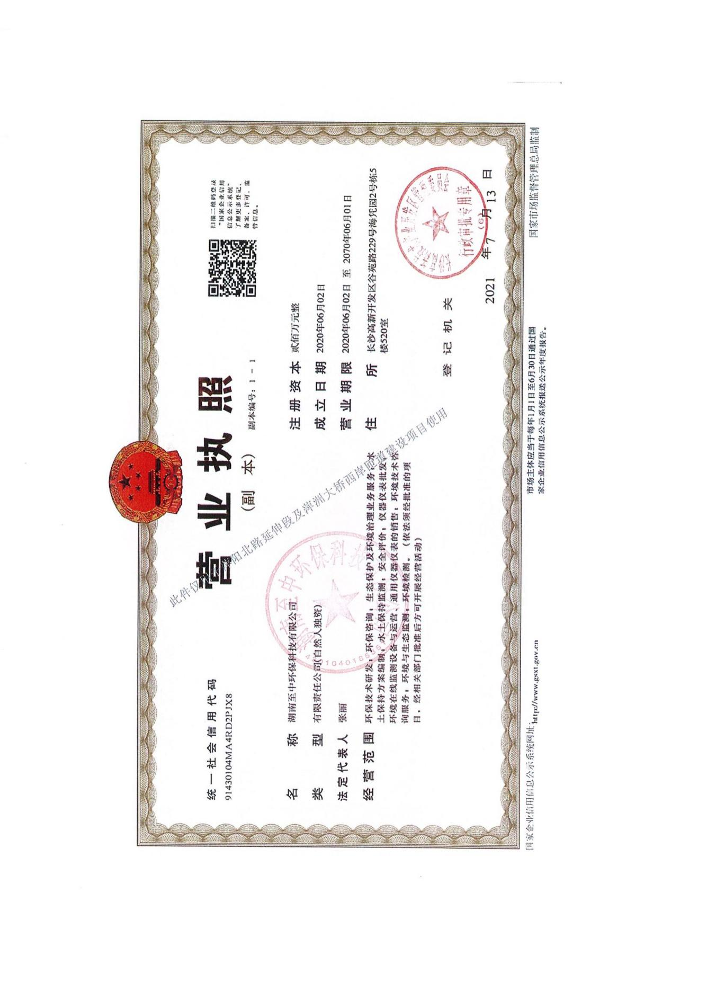 统一社会信用代码
91430104MA4RD2PJX8
营业执照
（副 本）
副本编号：1 - 1
扫描二维码登录
“国家企业信用
信息公示系统”
了解更多登记、
备案、许可、监
管信息。
名 称 湖南至中环保科技有限公司
类 型 有限责任公司(自然人独资)
法定代表人 张丽
经营范围 环保技术研发；环保咨询；生态保护及环境治理业务服务；水
土保持方案编制；水土保持监测；安全评价；仪器仪表批发；
环境在线监测设备与运营、通用仪器仪表的销售；环境技术咨
询服务；环境与生态监测；环境检测。（依法须经批准的项
目，经相关部门批准后方可开展经营活动）
注册资本 贰佰万元整
成立日期 2020年06月02日
营业期限 2020年06月02日 至 2070年06月01日
住 所 长沙高新开发区谷苑路229号海凭园2号栋5
楼520室
此件仅用 阳北路延伸段及菏洲大桥西岸匝道建设项目使用
至中环保科技
登记机关
行政审批专用章
(6)
2021 年 7 月 13 日
国家企业信用信息公示系统网址：http://www.gsxt.gov.cn
市场主体应当于每年1月1日至6月30日通过国
家企业信用信息公示系统报送公示年度报告。
国家市场监督管理总局监制